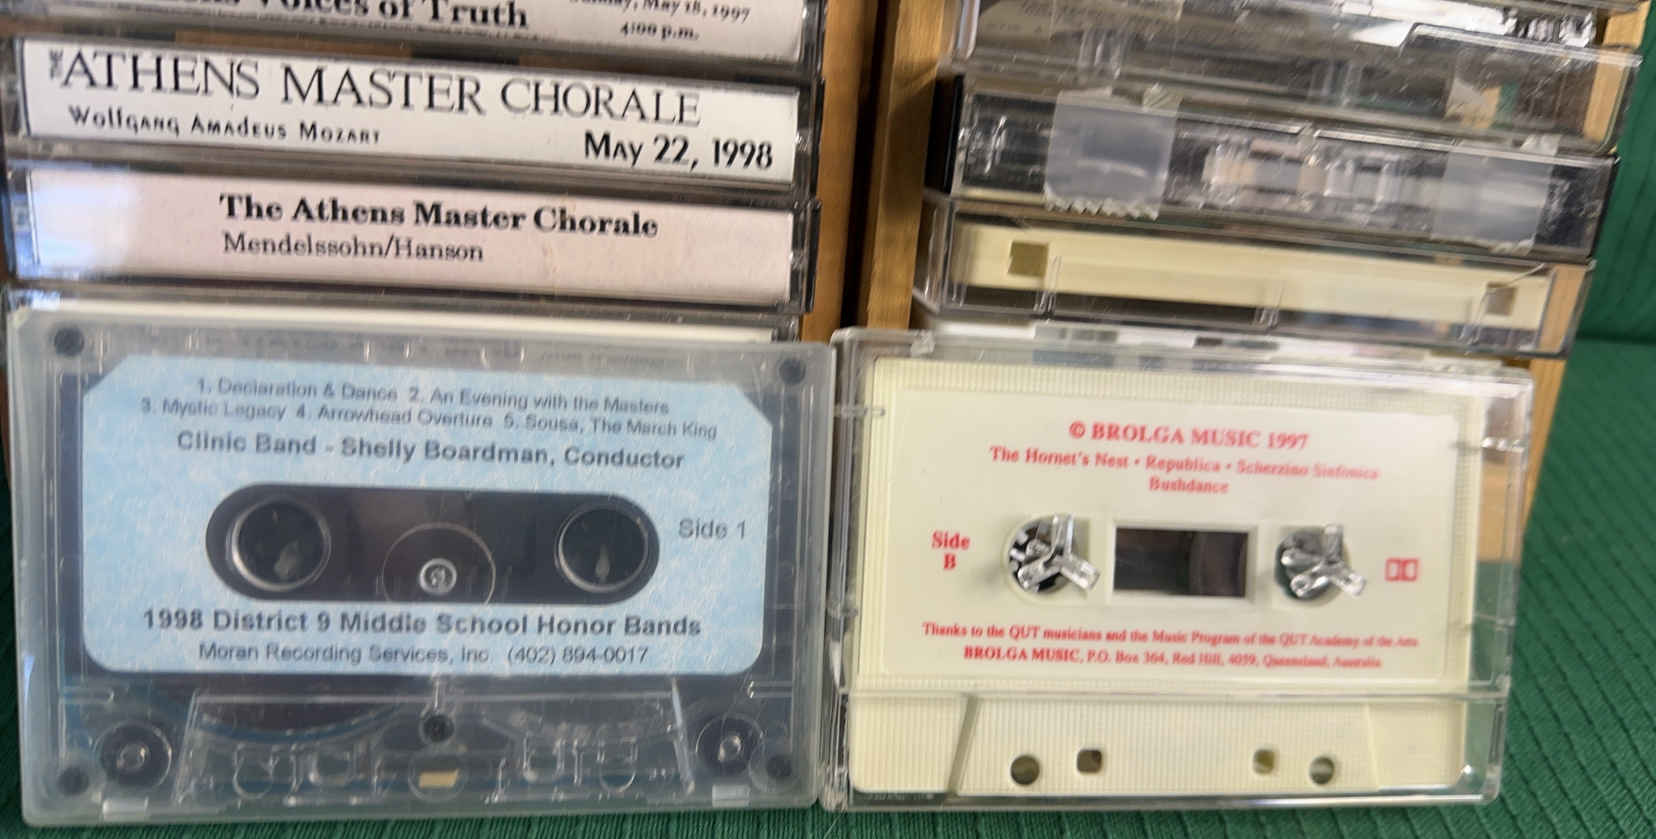 Voices of Truth
May 18, 1997
4:00 p.m.
THE ATHENS MASTER CHORALE
Wolfgang Amadeus Mozart
May 22, 1998
The Athens Master Chorale
Mendelssohn/Hanson
1. Declaration & Dance 2. An Evening with the Masters
3. Mystic Legacy 4. Arrowhead Overture 5. Sousa, The March King
Clinic Band - Shelly Boardman, Conductor
Side 1
1998 District 9 Middle School Honor Bands
Moran Recording Services, Inc. (402) 894-0017
© BROLGA MUSIC 1997
The Hornet's Nest • Republica • Scherzino Sinfonica
Bushdance
Side
B
Thanks to the QUT musicians and the Music Program of the QUT Academy of the Arts
BROLGA MUSIC, P.O. Box 364, Red Hill, 4059, Queensland, Australia